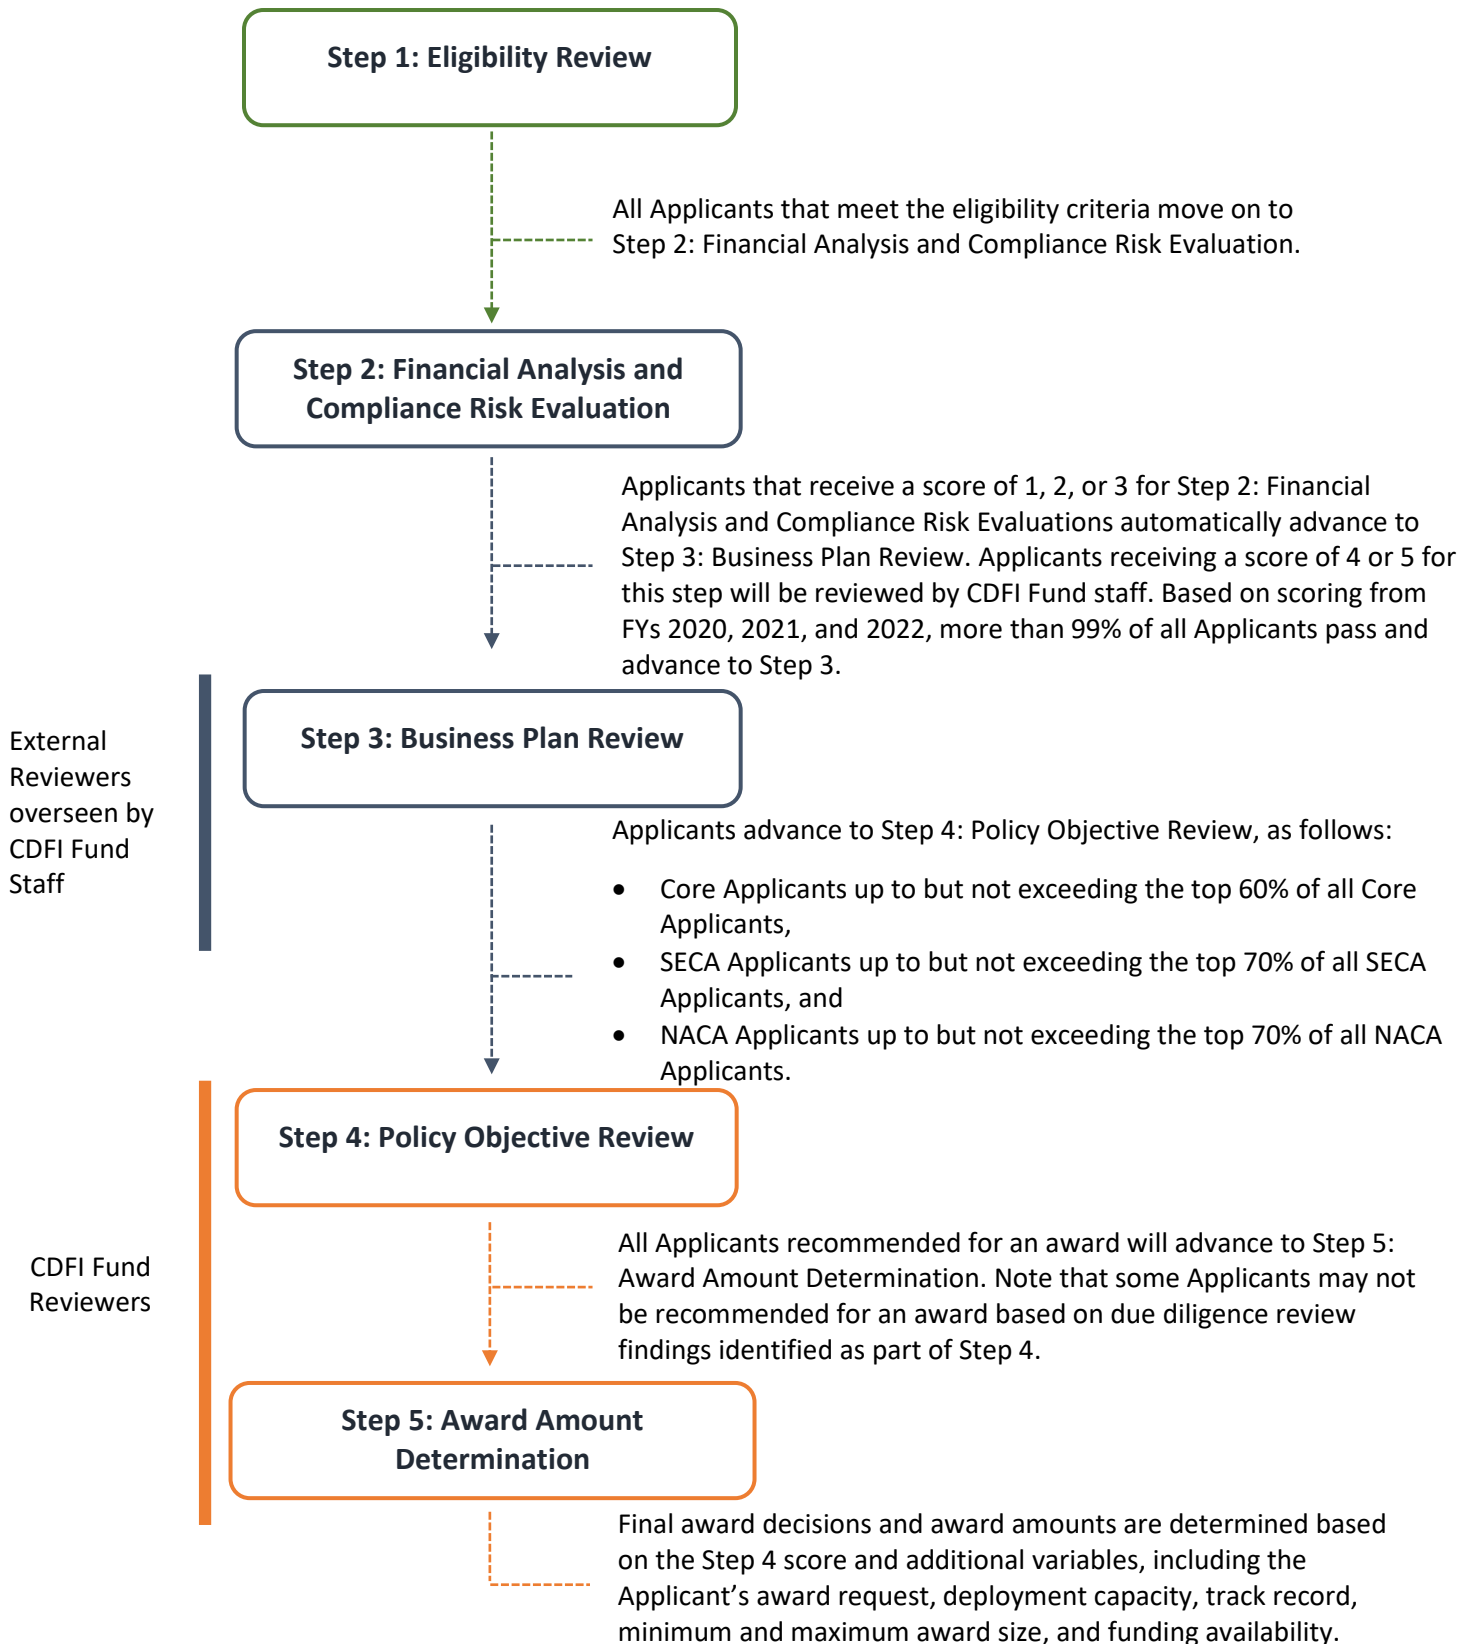 Step 1: Eligibility Review
All Applicants that meet the eligibility criteria move on to
Step 2: Financial Analysis and Compliance Risk Evaluation.
Step 2: Financial Analysis and
Compliance Risk Evaluation
Applicants that receive a score of 1, 2, or 3 for Step 2: Financial
Analysis and Compliance Risk Evaluations automatically advance to
Step 3: Business Plan Review. Applicants receiving a score of 4 or 5 for
this step will be reviewed by CDFI Fund staff. Based on scoring from
FYs 2020, 2021, and 2022, more than 99% of all Applicants pass and
advance to Step 3.
External
Reviewers
overseen by
CDFI Fund
Staff
Step 3: Business Plan Review
Applicants advance to Step 4: Policy Objective Review, as follows:
• Core Applicants up to but not exceeding the top 60% of all Core
Applicants,
• SECA Applicants up to but not exceeding the top 70% of all SECA
Applicants, and
• NACA Applicants up to but not exceeding the top 70% of all NACA
Applicants.
Step 4: Policy Objective Review
CDFI Fund
Reviewers
All Applicants recommended for an award will advance to Step 5:
Award Amount Determination. Note that some Applicants may not
be recommended for an award based on due diligence review
findings identified as part of Step 4.
Step 5: Award Amount
Determination
Final award decisions and award amounts are determined based
on the Step 4 score and additional variables, including the
Applicant’s award request, deployment capacity, track record,
minimum and maximum award size, and funding availability.